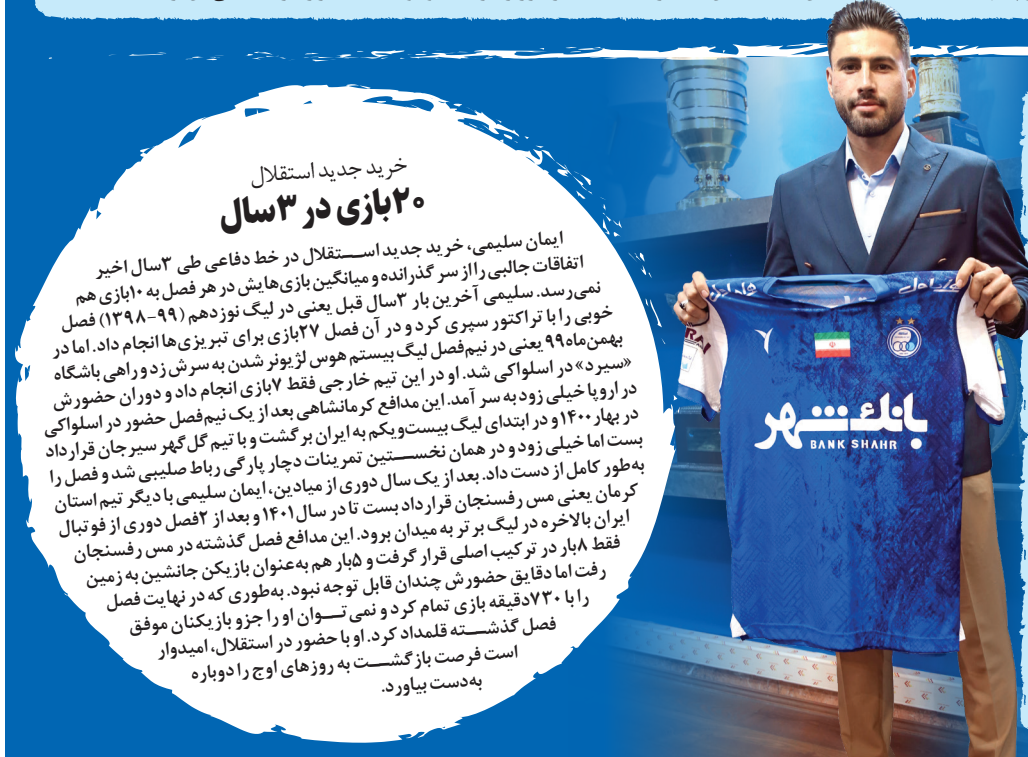 خرید جدید استقلال
۲۰بازی در ۳سال
ایمان سلیمی، خرید جدید اســـتقلال در خط دفاعی طی ۳سال اخیر
اتفاقات جالبی را از سر گذرانده و میانگین بازی‌هایش در هر فصل به ۱۰بازی هم
نمی‌رسد. سلیمی آخرین بار ۳سال قبل یعنی در لیگ نوزدهم (۹۹-۱۳۹۸) فصل
خوبی را با تراکتور سپری کرد و در آن فصل ۲۷بازی برای تبریزی‌ها انجام داد. اما در
بهمن‌ماه۹۹ یعنی در نیم‌فصل لیگ بیستم هوس لژیونر شدن به سرش زد و راهی باشگاه
«سیرد» در اسلواکی شد. او در این تیم خارجی فقط ۷بازی انجام داد و دوران حضورش
در اروپا خیلی زود به سر آمد. این مدافع کرمانشاهی بعد از یک نیم‌فصل حضور در اسلواکی
در بهار ۱۴۰۰و در ابتدای لیگ بیست‌ویکم به ایران برگشت و با تیم گل‌گهر سیرجان قرارداد
بست اما خیلی زود و در همان نخســـتین تمرینات دچار پارگی رباط صلیبی شد و فصل را
به‌طور کامل از دست داد. بعد از یک سال دوری از میادین، ایمان سلیمی با دیگر تیم استان
کرمان یعنی مس رفسنجان قرارداد بست تا در سال ۱۴۰۱ و بعد از ۲فصل دوری از فوتبال
ایران بالاخره در لیگ برتر به میدان برود. این مدافع فصل گذشته در مس رفسنجان
فقط ۸بار در ترکیب اصلی قرار گرفت و ۵بار هم به‌عنوان بازیکن جانشین به زمین
رفت اما دقایق حضورش چندان قابل توجه نبود. به‌طوری که در نهایت فصل
را با ۷۳۰دقیقه بازی تمام کرد و نمی‌تـــوان او را جزو بازیکنان موفق
فصل گذشـــته قلمداد کرد. او با حضور در استقلال، امیدوار
است فرصت بازگشـــت به روزهای اوج را دوباره
به‌دست بیاورد.
بانک شهر
BANK SHAHR